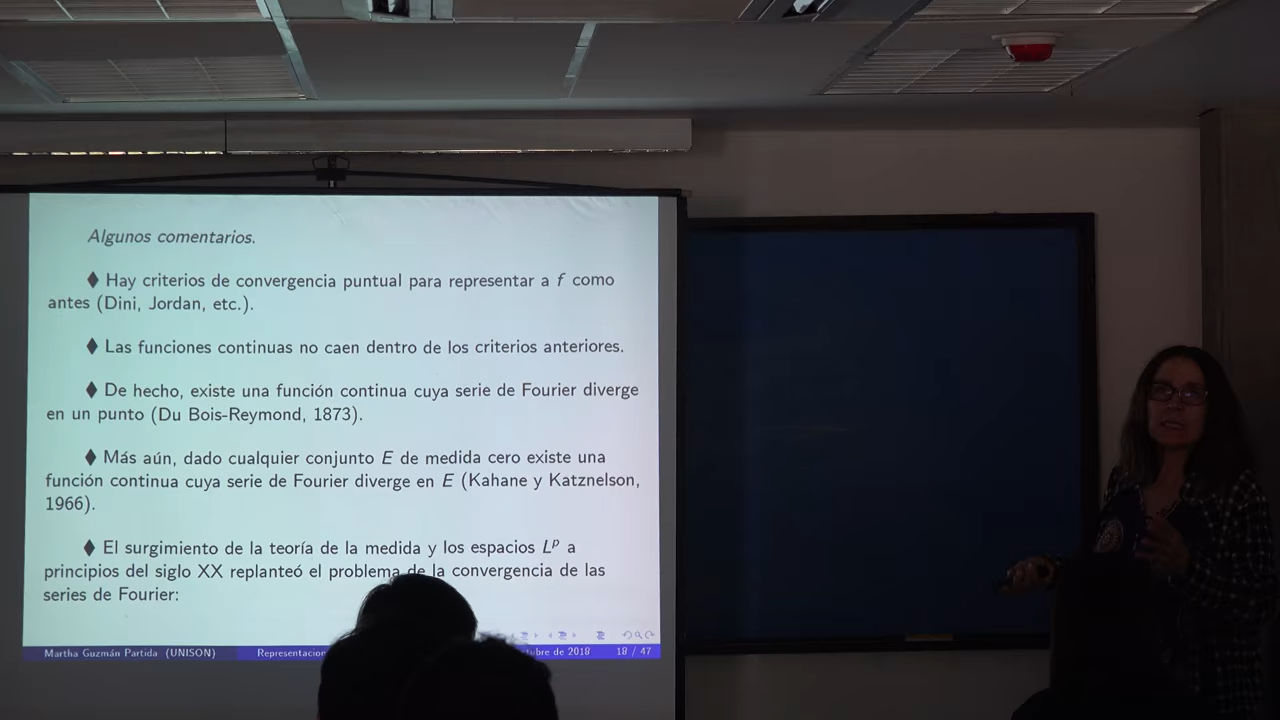 Algunos comentarios.
♦ Hay criterios de convergencia puntual para representar a f como
antes (Dini, Jordan, etc.).
♦ Las funciones continuas no caen dentro de los criterios anteriores.
♦ De hecho, existe una función continua cuya serie de Fourier diverge
en un punto (Du Bois-Reymond, 1873).
♦ Más aún, dado cualquier conjunto E de medida cero existe una
función continua cuya serie de Fourier diverge en E (Kahane y Katznelson,
1966).
♦ El surgimiento de la teoría de la medida y los espacios Lᵖ a
principios del siglo XX replanteó el problema de la convergencia de las
series de Fourier:
Martha Guzmán Partida (UNISON) de 2018 18 / 47